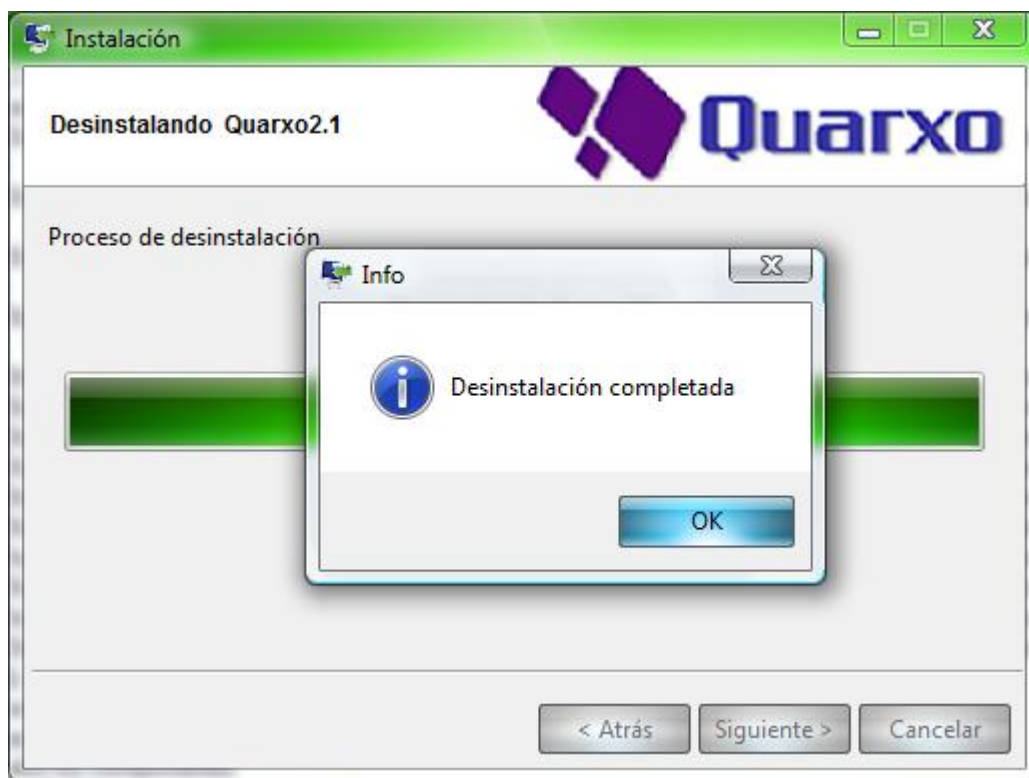 Instalación
Desinstalando Quarxo2.1
Quarxo
Proceso de desinstalación
Info
Desinstalación completada
OK
< Atrás
Siguiente >
Cancelar